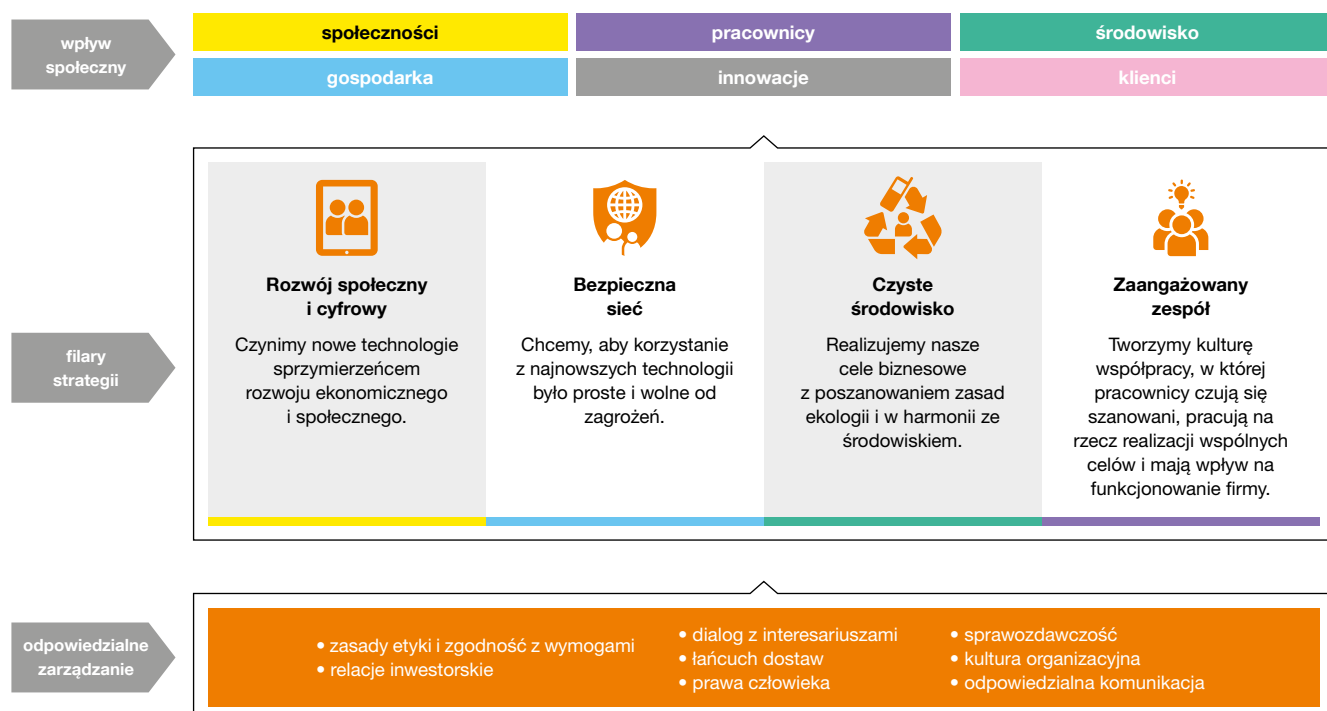 wpływ
społeczny
społeczności
pracownicy
środowisko
gospodarka
innowacje
klienci
filary
strategii
Rozwój społeczny
i cyfrowy
Czynimy nowe technologie
sprzymierzeńcem
rozwoju ekonomicznego
i społecznego.
Bezpieczna
sieć
Chcemy, aby korzystanie
z najnowszych technologii
było proste i wolne od
zagrożeń.
Czyste
środowisko
Realizujemy nasze
cele biznesowe
z poszanowaniem zasad
ekologii i w harmonii ze
środowiskiem.
Zaangażowany
zespół
Tworzymy kulturę
współpracy, w której
pracownicy czują się
szanowani, pracują na
rzecz realizacji wspólnych
celów i mają wpływ na
funkcjonowanie firmy.
odpowiedzialne
zarządzanie
• zasady etyki i zgodność z wymogami
• relacje inwestorskie
• dialog z interesariuszami
• łańcuch dostaw
• prawa człowieka
• sprawozdawczość
• kultura organizacyjna
• odpowiedzialna komunikacja